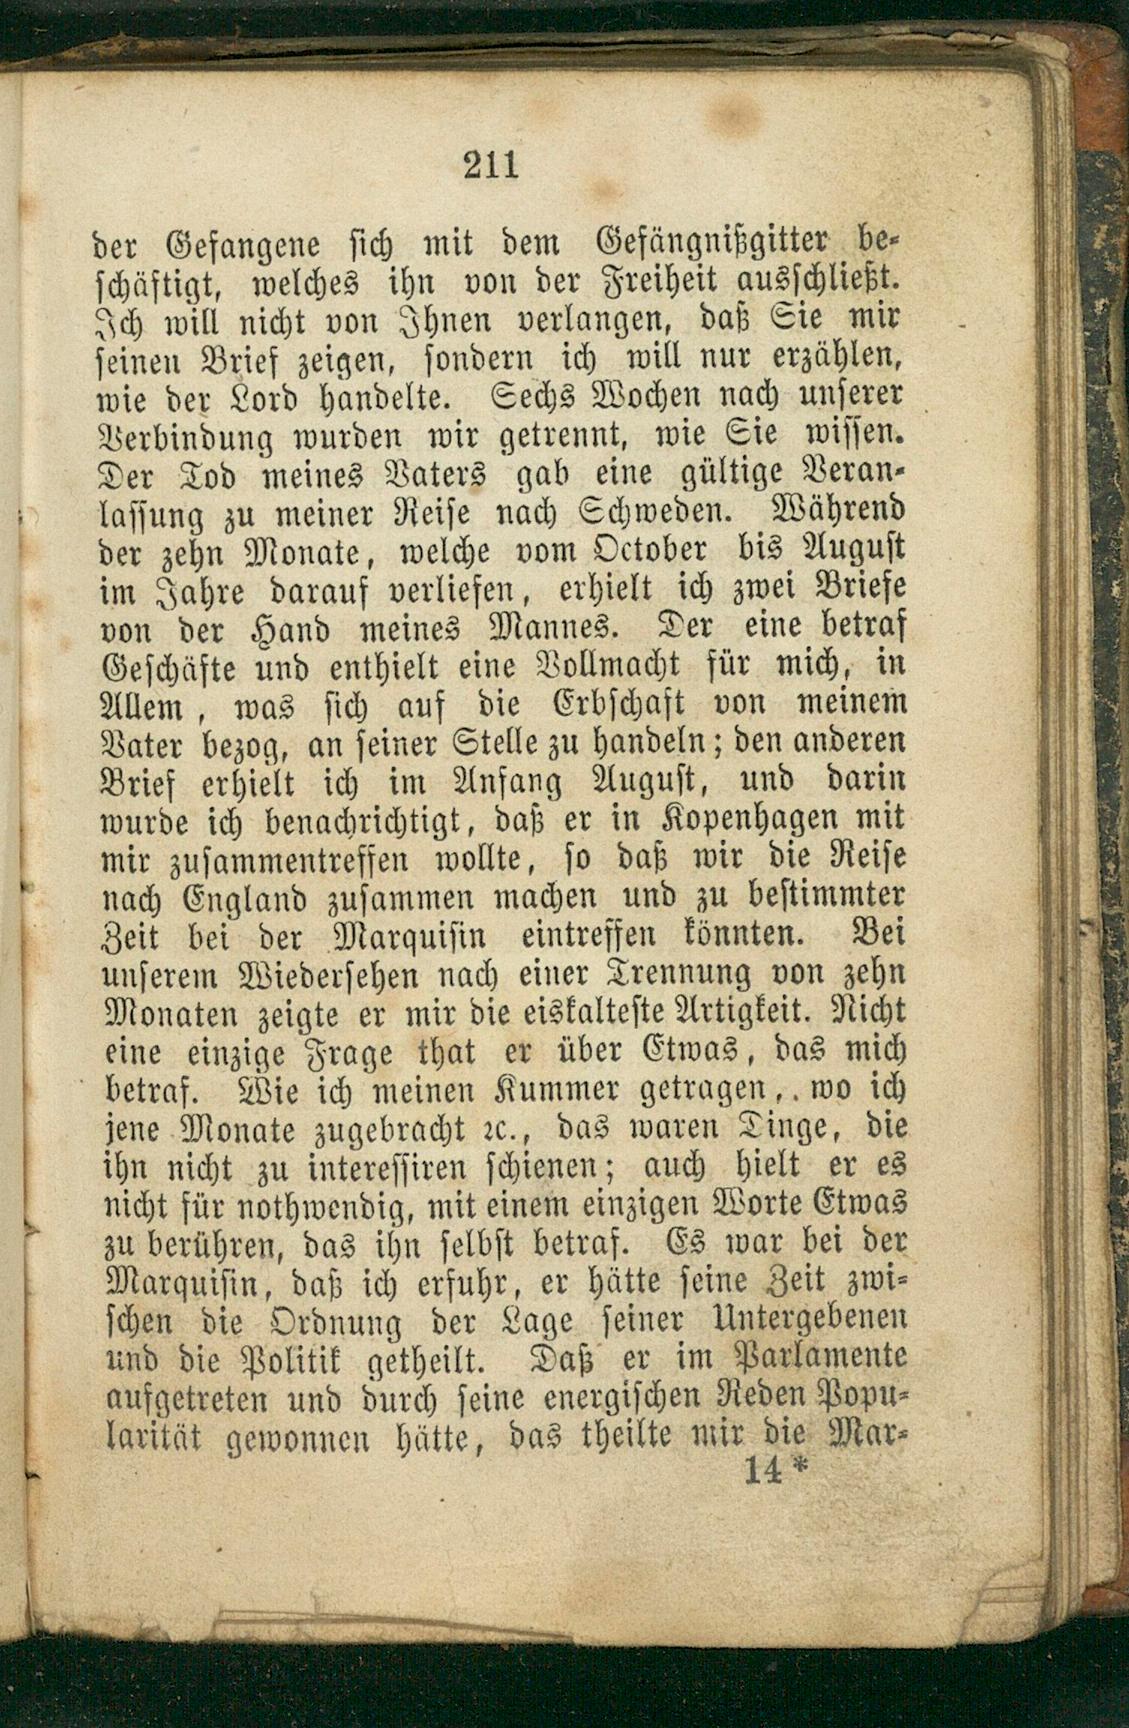 211
der Gefangene sich mit dem Gefängnißgitter be-
schäftigt, welches ihn von der Freiheit ausschließt.
Ich will nicht von Ihnen verlangen, daß Sie mir
seinen Brief zeigen, sondern ich will nur erzählen,
wie der Lord handelte. Sechs Wochen nach unserer
Verbindung wurden wir getrennt, wie Sie wissen.
Der Tod meines Vaters gab eine gültige Veran-
lassung zu meiner Reise nach Schweden. Während
der zehn Monate, welche vom October bis August
im Jahre darauf verliefen, erhielt ich zwei Briefe
von der Hand meines Mannes. Der eine betraf
Geschäfte und enthielt eine Vollmacht für mich, in
Allem, was sich auf die Erbschaft von meinem
Vater bezog, an seiner Stelle zu handeln; den anderen
Brief erhielt ich im Anfang August, und darin
wurde ich benachrichtigt, daß er in Kopenhagen mit
mir zusammentreffen wollte, so daß wir die Reise
nach England zusammen machen und zu bestimmter
Zeit bei der Marquisin eintreffen könnten. Bei
unserem Wiedersehen nach einer Trennung von zehn
Monaten zeigte er mir die eiskalteste Artigkeit. Nicht
eine einzige Frage that er über Etwas, das mich
betraf. Wie ich meinen Kummer getragen, wo ich
jene Monate zugebracht ꝛc., das waren Dinge, die
ihn nicht zu interessiren schienen; auch hielt er es
nicht für nothwendig, mit einem einzigen Worte Etwas
zu berühren, das ihn selbst betraf. Es war bei der
Marquisin, daß ich erfuhr, er hätte seine Zeit zwi-
schen die Ordnung der Lage seiner Untergebenen
und die Politik getheilt. Daß er im Parlamente
aufgetreten und durch seine energischen Reden Popu-
larität gewonnen hätte, das theilte mir die Mar-
14*